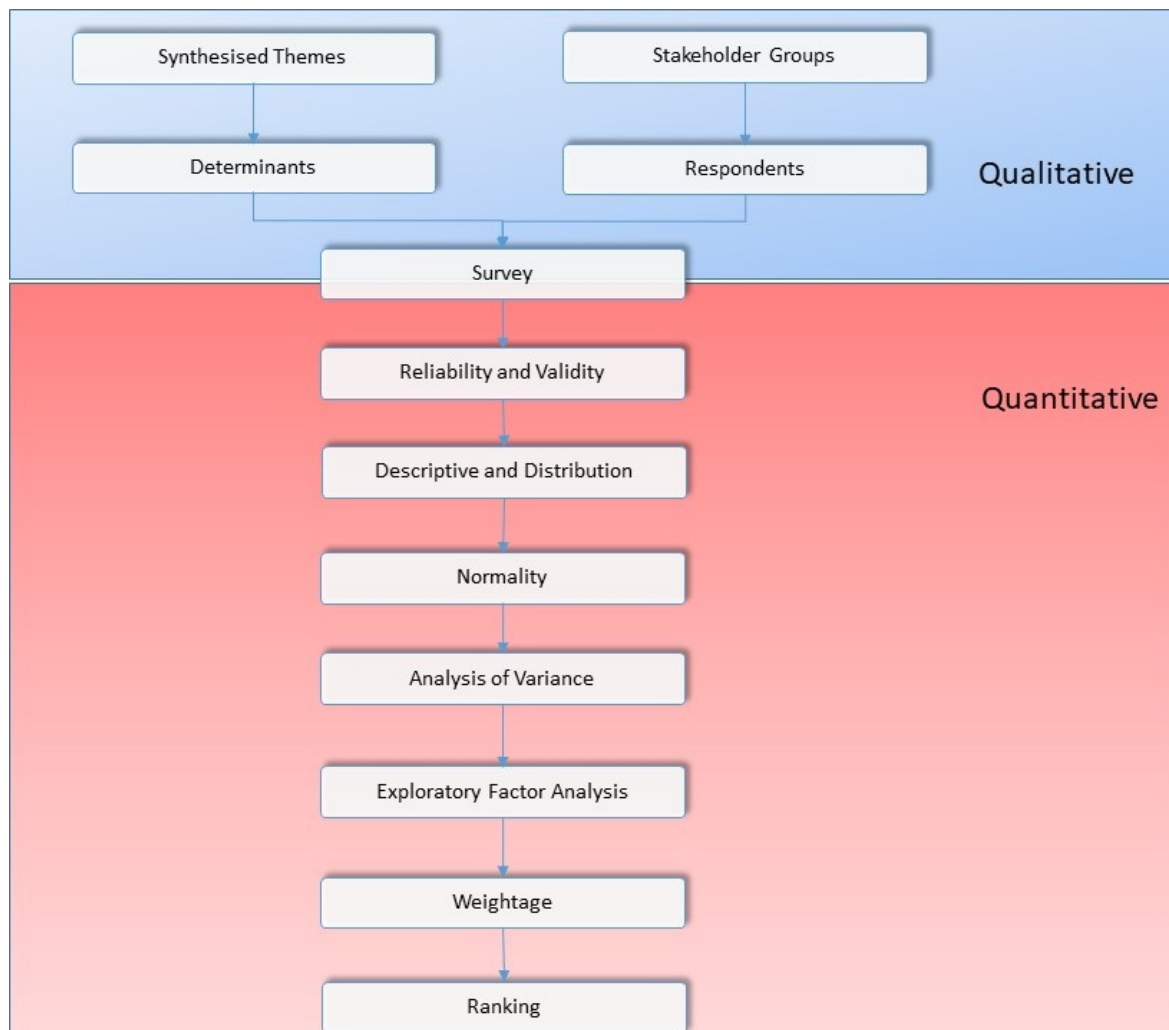 Synthesised Themes
Stakeholder Groups
Determinants
Respondents
Qualitative
Survey
Reliability and Validity
Quantitative
Descriptive and Distribution
Normality
Analysis of Variance
Exploratory Factor Analysis
Weightage
Ranking